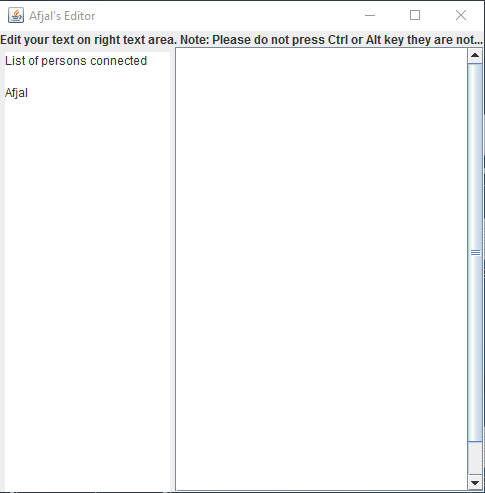 Afjal's Editor
Edit your text on right text area. Note: Please do not press Ctrl or Alt key they are not...
List of persons connected
Afjal